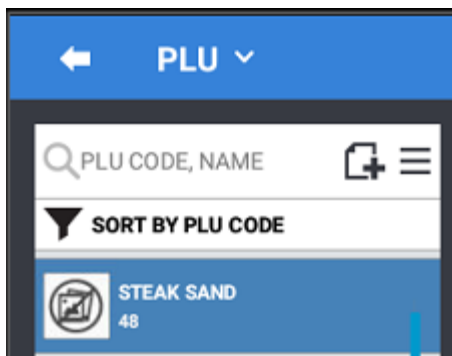 PLU
PLU CODE, NAME
SORT BY PLU CODE
STEAK SAND
48